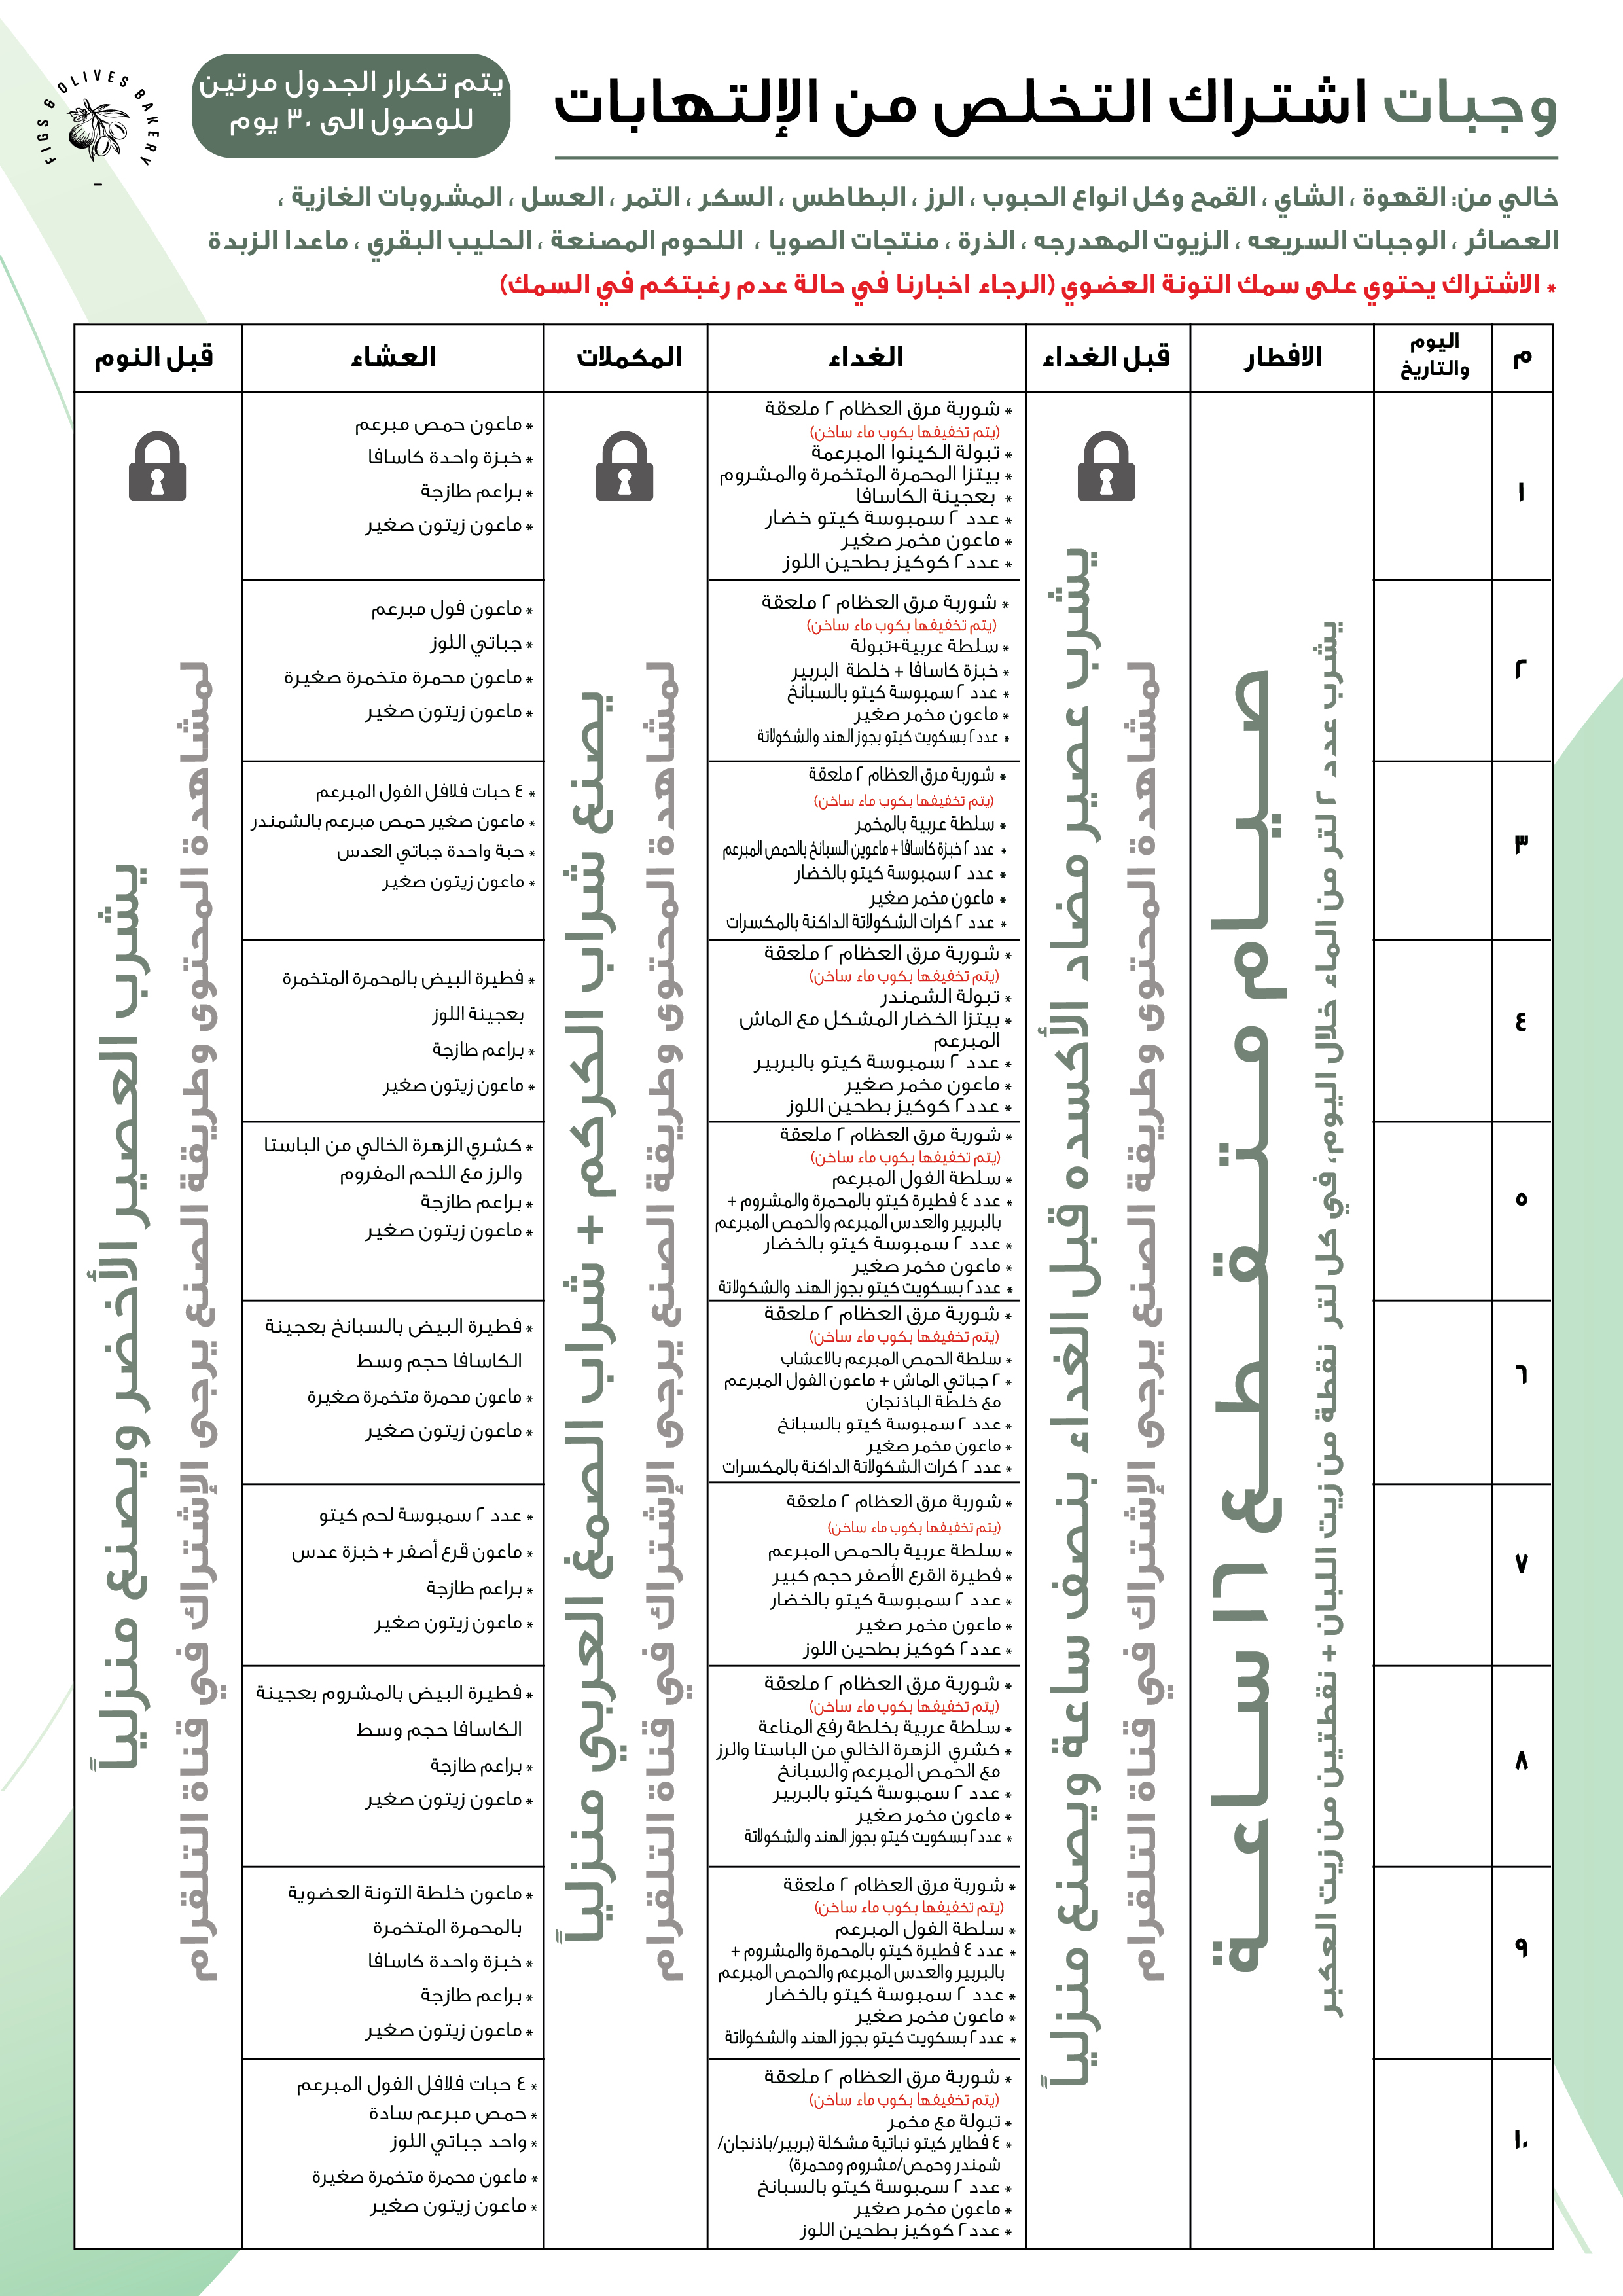 وجبات اشتراك التخلص من الإلتهابات
يتم تكرار الجدول مرتين
للوصول الى ٣٠ يوم
FIGS & OLIVES BAKERY
خالي من: القهوة ، الشاي ، القمح وكل انواع الحبوب ، الرز ، البطاطس ، السكر ، التمر ، العسل ، المشروبات الغازية ،
العصائر ، الوجبات السريعه ، الزيوت المهدرجه ، الذرة ، منتجات الصويا ، اللحوم المصنعة ، الحليب البقري ، ماعدا الزبدة
* الاشتراك يحتوي على سمك التونة العضوي (الرجاء اخبارنا في حالة عدم رغبتكم في السمك)
م
اليوم
والتاريخ
الافطار
قبل الغداء
الغداء
المكملات
العشاء
قبل النوم
صيام متقطع ١٦ ساعة
يشرب عدد ٢ لتر من الماء خلال اليوم، في كل لتر نقطة من زيت اللبان + نقطتين من زيت العكبر
يشرب عصير مضاد الأكسده قبل الغداء بنصف ساعة ويصنع منزلياً
لمشاهدة المحتوى وطريقة الصنع يرجى الإشتراك في قناة التلقرام
يصنع شراب الكركم + شراب الصمغ العربي منزلياً
لمشاهدة المحتوى وطريقة الصنع يرجى الإشتراك في قناة التلقرام
يشرب العصير الأخضر ويصنع منزلياً
لمشاهدة المحتوى وطريقة الصنع يرجى الإشتراك في قناة التلقرام
١
* شوربة مرق العظام ٢ ملعقة
(يتم تخفيفها بكوب ماء ساخن)
* تبولة الكينوا المبرعمة
* بيتزا المحمرة المتخمرة والمشروم
* بعجينة الكاسافا
* عدد ٢ سمبوسة كيتو خضار
* ماعون مخمر صغير
* عدد٢ كوكيز بطحين اللوز
* ماعون حمص مبرعم
* خبزة واحدة كاسافا
* براعم طازجة
* ماعون زيتون صغير
٢
* شوربة مرق العظام ٢ ملعقة
(يتم تخفيفها بكوب ماء ساخن)
* سلطة عربية+تبولة
* خبزة كاسافا + خلطة البربير
* عدد ٢ سمبوسة كيتو بالسبانخ
* ماعون مخمر صغير
* عدد٢ بسكويت كيتو بجوز الهند والشكولاتة
* ماعون فول مبرعم
* جباتي اللوز
* ماعون محمرة متخمرة صغيرة
* ماعون زيتون صغير
٣
* شوربة مرق العظام ٢ ملعقة
(يتم تخفيفها بكوب ماء ساخن)
* سلطة عربية بالمخمر
* عدد ٢ خبزة كاسافا + ماعوين السبانخ بالحمص المبرعم
* عدد ٢ سمبوسة كيتو بالخضار
* ماعون مخمر صغير
* عدد ٢ كرات الشكولاتة الداكنة بالمكسرات
* ٤ حبات فلافل الفول المبرعم
* ماعون صغير حمص مبرعم بالشمندر
* حبة واحدة جباتي العدس
* ماعون زيتون صغير
٤
* شوربة مرق العظام ٢ ملعقة
(يتم تخفيفها بكوب ماء ساخن)
* تبولة الشمندر
* بيتزا الخضار المشكل مع الماش
المبرعم
* عدد ٢ سمبوسة كيتو بالبربير
* ماعون مخمر صغير
* عدد٢ كوكيز بطحين اللوز
* فطيرة البيض بالمحمرة المتخمرة
بعجينة اللوز
* براعم طازجة
* ماعون زيتون صغير
٥
* شوربة مرق العظام ٢ ملعقة
(يتم تخفيفها بكوب ماء ساخن)
* سلطة الفول المبرعم
* عدد ٤ فطيرة كيتو بالمحمرة والمشروم +
بالبربير والعدس المبرعم والحمص المبرعم
* عدد ٢ سمبوسة كيتو بالخضار
* ماعون مخمر صغير
* عدد٢ بسكويت كيتو بجوز الهند والشكولاتة
* كشري الزهرة الخالي من الباستا
والرز مع اللحم المفروم
* براعم طازجة
* ماعون زيتون صغير
٦
* شوربة مرق العظام ٢ ملعقة
(يتم تخفيفها بكوب ماء ساخن)
* سلطة الحمص المبرعم بالاعشاب
* ٢ جباتي الماش + ماعون الفول المبرعم
مع خلطة الباذنجان
* عدد ٢ سمبوسة كيتو بالسبانخ
* ماعون مخمر صغير
* عدد ٢ كرات الشكولاتة الداكنة بالمكسرات
* فطيرة البيض بالسبانخ بعجينة
الكاسافا حجم وسط
* ماعون محمرة متخمرة صغيرة
* ماعون زيتون صغير
٧
* شوربة مرق العظام ٢ ملعقة
(يتم تخفيفها بكوب ماء ساخن)
* سلطة عربية بالحمص المبرعم
* فطيرة القرع الأصفر حجم كبير
* عدد ٢ سمبوسة كيتو بالخضار
* ماعون مخمر صغير
* عدد٢ كوكيز بطحين اللوز
* عدد ٢ سمبوسة لحم كيتو
* ماعون قرع أصفر + خبزة عدس
* براعم طازجة
* ماعون زيتون صغير
٨
* شوربة مرق العظام ٢ ملعقة
(يتم تخفيفها بكوب ماء ساخن)
* سلطة عربية بخلطة رفع المناعة
* كشري الزهرة الخالي من الباستا والرز
مع الحمص المبرعم والسبانخ
* عدد ٢ سمبوسة كيتو بالبربير
* ماعون مخمر صغير
* عدد٢ بسكويت كيتو بجوز الهند والشكولاتة
* فطيرة البيض بالمشروم بعجينة
الكاسافا حجم وسط
* براعم طازجة
* ماعون زيتون صغير
٩
* شوربة مرق العظام ٢ ملعقة
(يتم تخفيفها بكوب ماء ساخن)
* سلطة الفول المبرعم
* عدد ٤ فطيرة كيتو بالمحمرة والمشروم +
بالبربير والعدس المبرعم والحمص المبرعم
* عدد ٢ سمبوسة كيتو بالخضار
* ماعون مخمر صغير
* عدد٢ بسكويت كيتو بجوز الهند والشكولاتة
* ماعون خلطة التونة العضوية
بالمحمرة المتخمرة
* خبزة واحدة كاسافا
* براعم طازجة
* ماعون زيتون صغير
١٠
* شوربة مرق العظام ٢ ملعقة
(يتم تخفيفها بكوب ماء ساخن)
* تبولة مع مخمر
* ٤ فطاير كيتو نباتية مشكلة (بربير/باذنجان/
شمندر وحمص/مشروم ومحمرة)
* عدد ٢ سمبوسة كيتو بالسبانخ
* ماعون مخمر صغير
* عدد٢ كوكيز بطحين اللوز
* ٤ حبات فلافل الفول المبرعم
* حمص مبرعم سادة
* واحد جباتي اللوز
* ماعون محمرة متخمرة صغيرة
* ماعون زيتون صغير